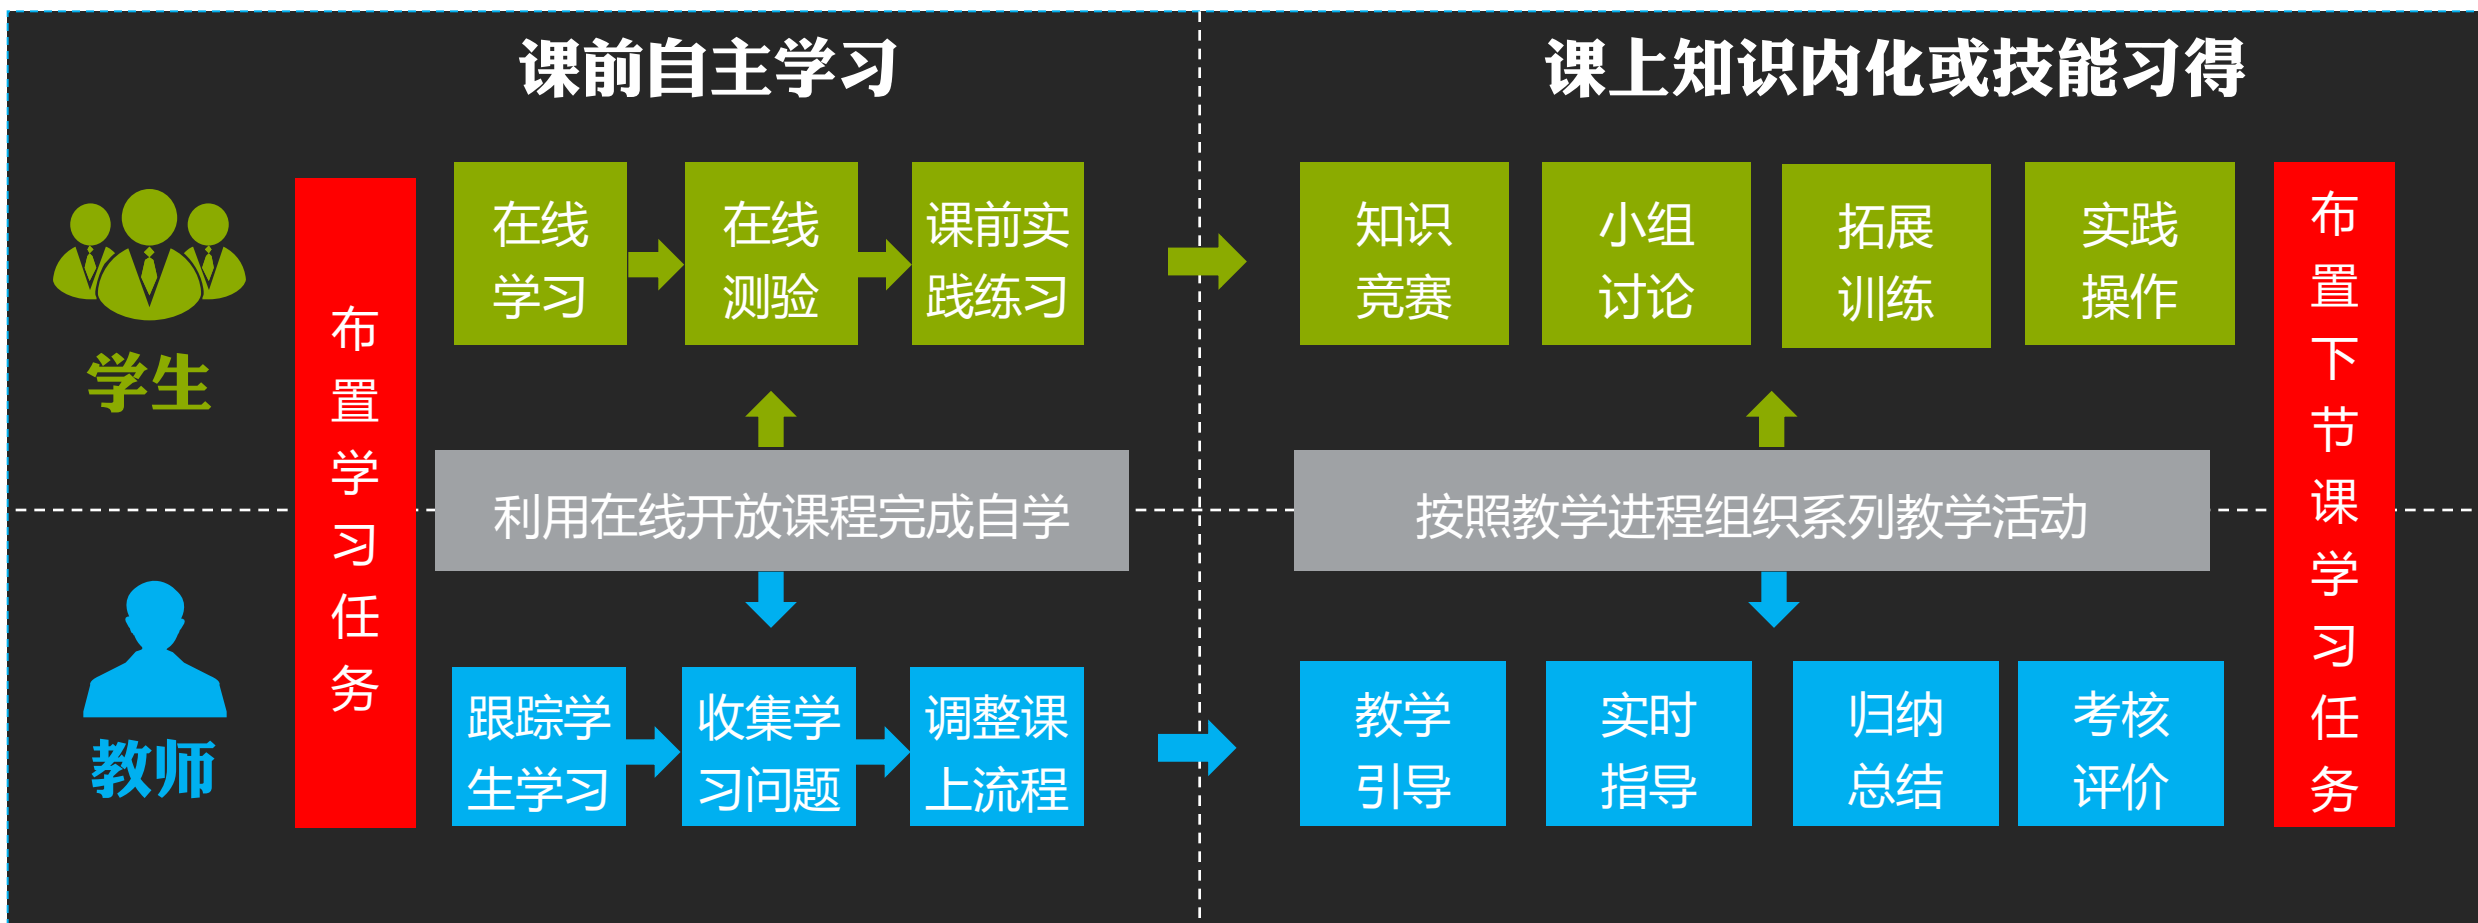 课前自主学习
课上知识内化或技能习得
学生
教师
布
置
学
习
任
务
在线
学习
在线
测验
课前实
践练习
利用在线开放课程完成自学
跟踪学
生学习
收集学
习问题
调整课
上流程
知识
竞赛
小组
讨论
拓展
训练
实践
操作
按照教学进程组织系列教学活动
教学
引导
实时
指导
归纳
总结
考核
评价
布
置
下
节
课
学
习
任
务